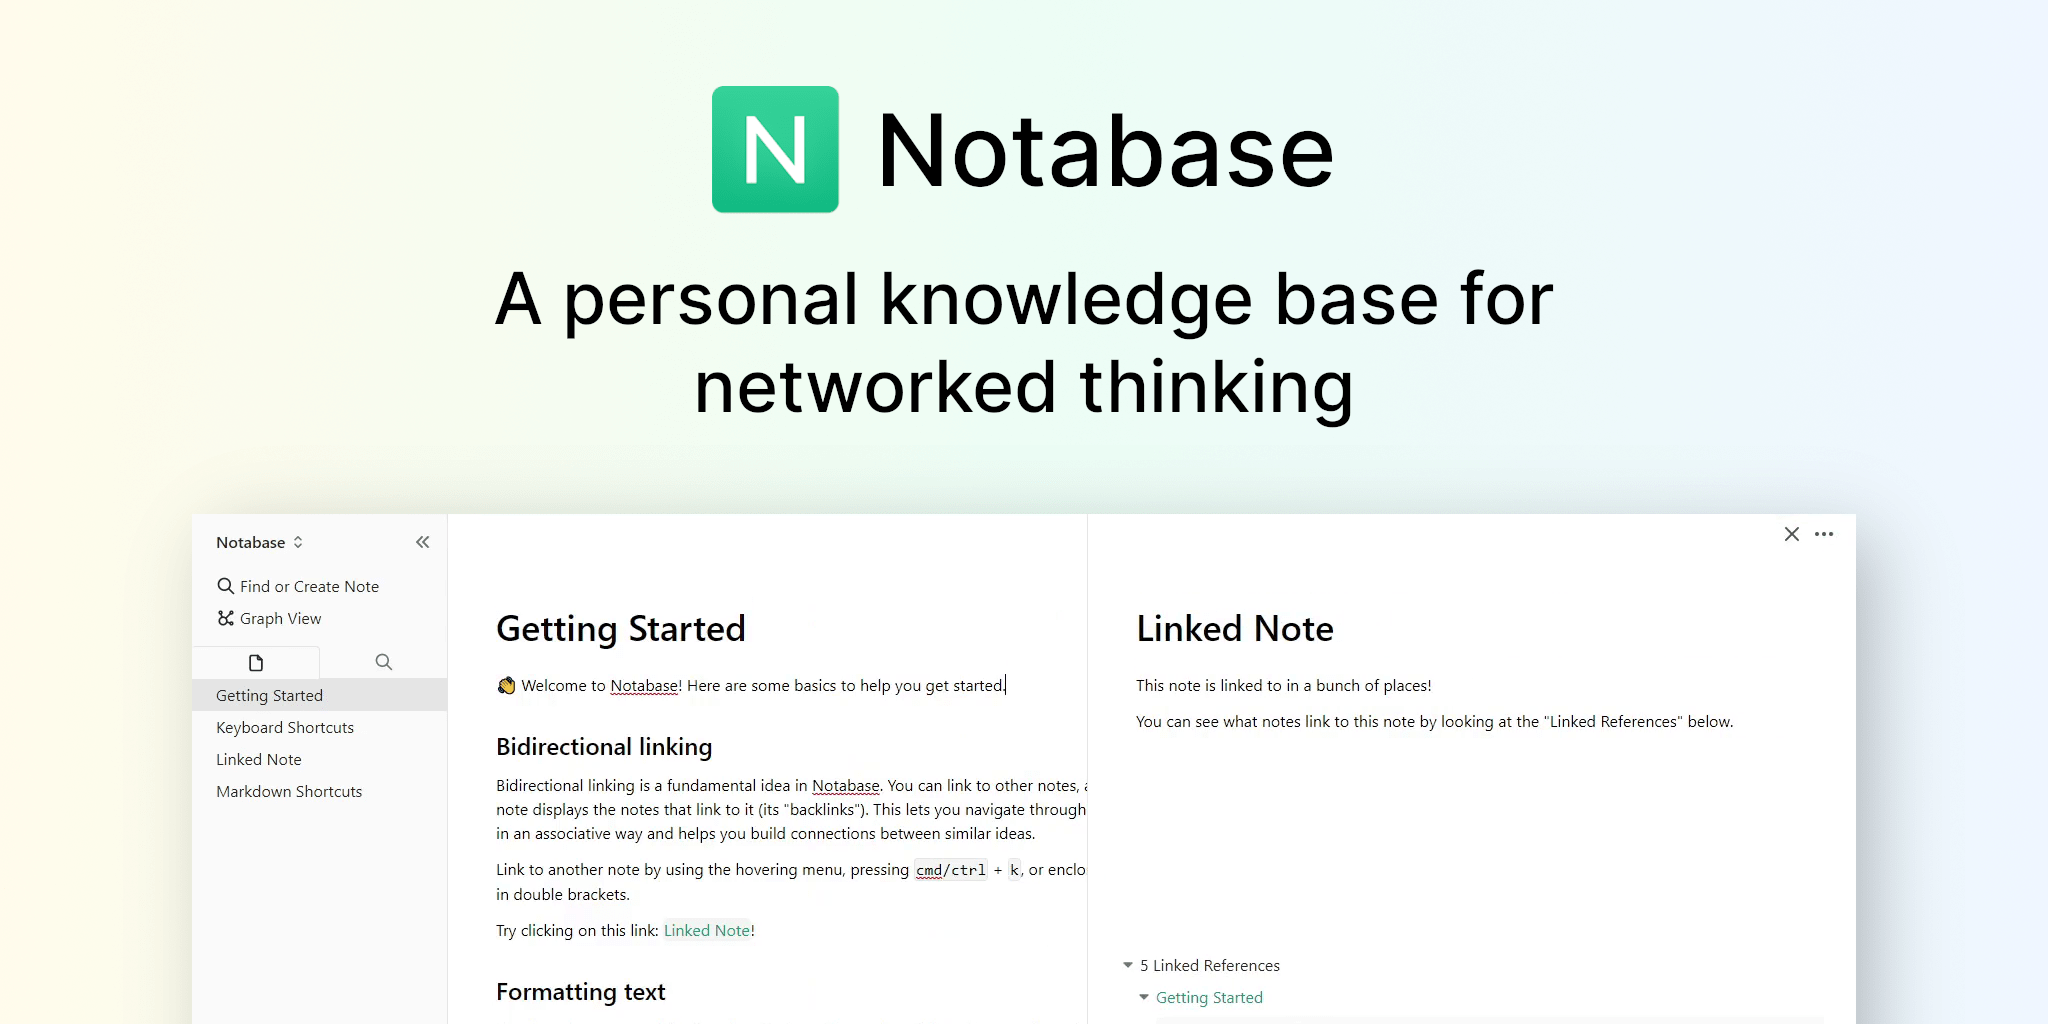 N Notabase
A personal knowledge base for
networked thinking
Notabase
Find or Create Note
Graph View
Getting Started
Keyboard Shortcuts
Linked Note
Markdown Shortcuts
Getting Started
👋 Welcome to Notabase! Here are some basics to help you get started.
Bidirectional linking
Bidirectional linking is a fundamental idea in Notabase. You can link to other notes,
note displays the notes that link to it (its "backlinks"). This lets you navigate through
in an associative way and helps you build connections between similar ideas.
Link to another note by using the hovering menu, pressing cmd/ctrl + k, or enclo
in double brackets.
Try clicking on this link: Linked Note!
Formatting text
Linked Note
This note is linked to in a bunch of places!
You can see what notes link to this note by looking at the "Linked References" below.
5 Linked References
Getting Started